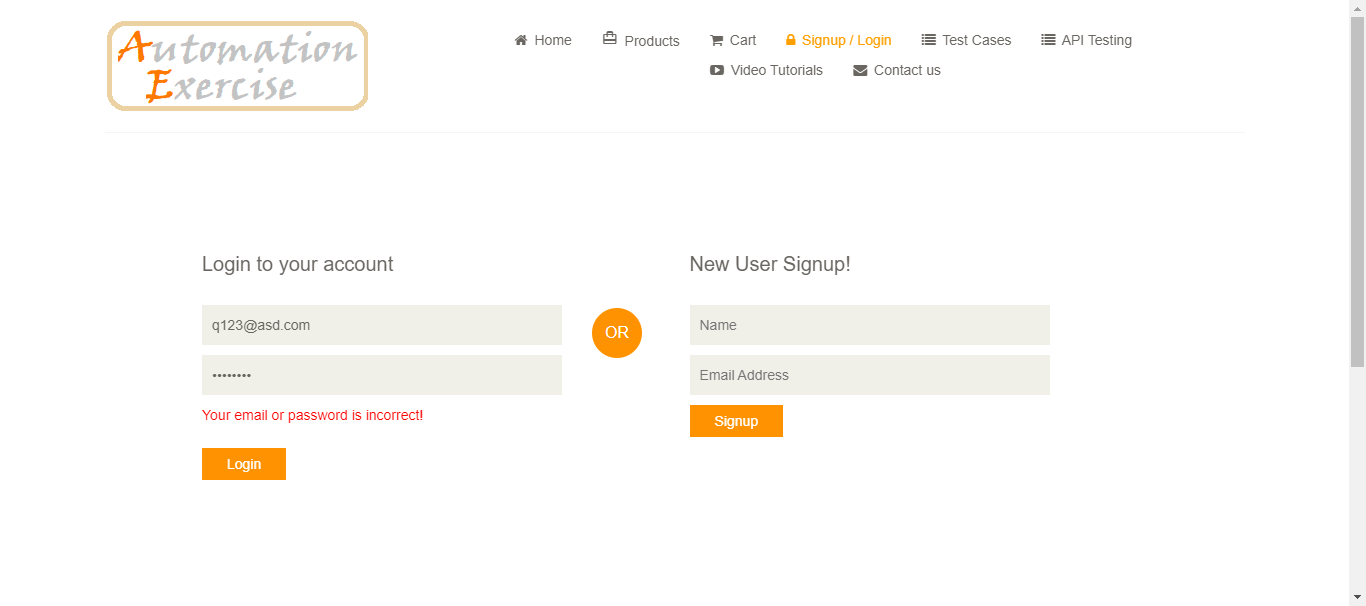 Automation
Exercise
Home Products Cart Signup / Login Test Cases API Testing
Video Tutorials Contact us
Login to your account
q123@asd.com
••••••••
Your email or password is incorrect!
Login
OR
New User Signup!
Name
Email Address
Signup